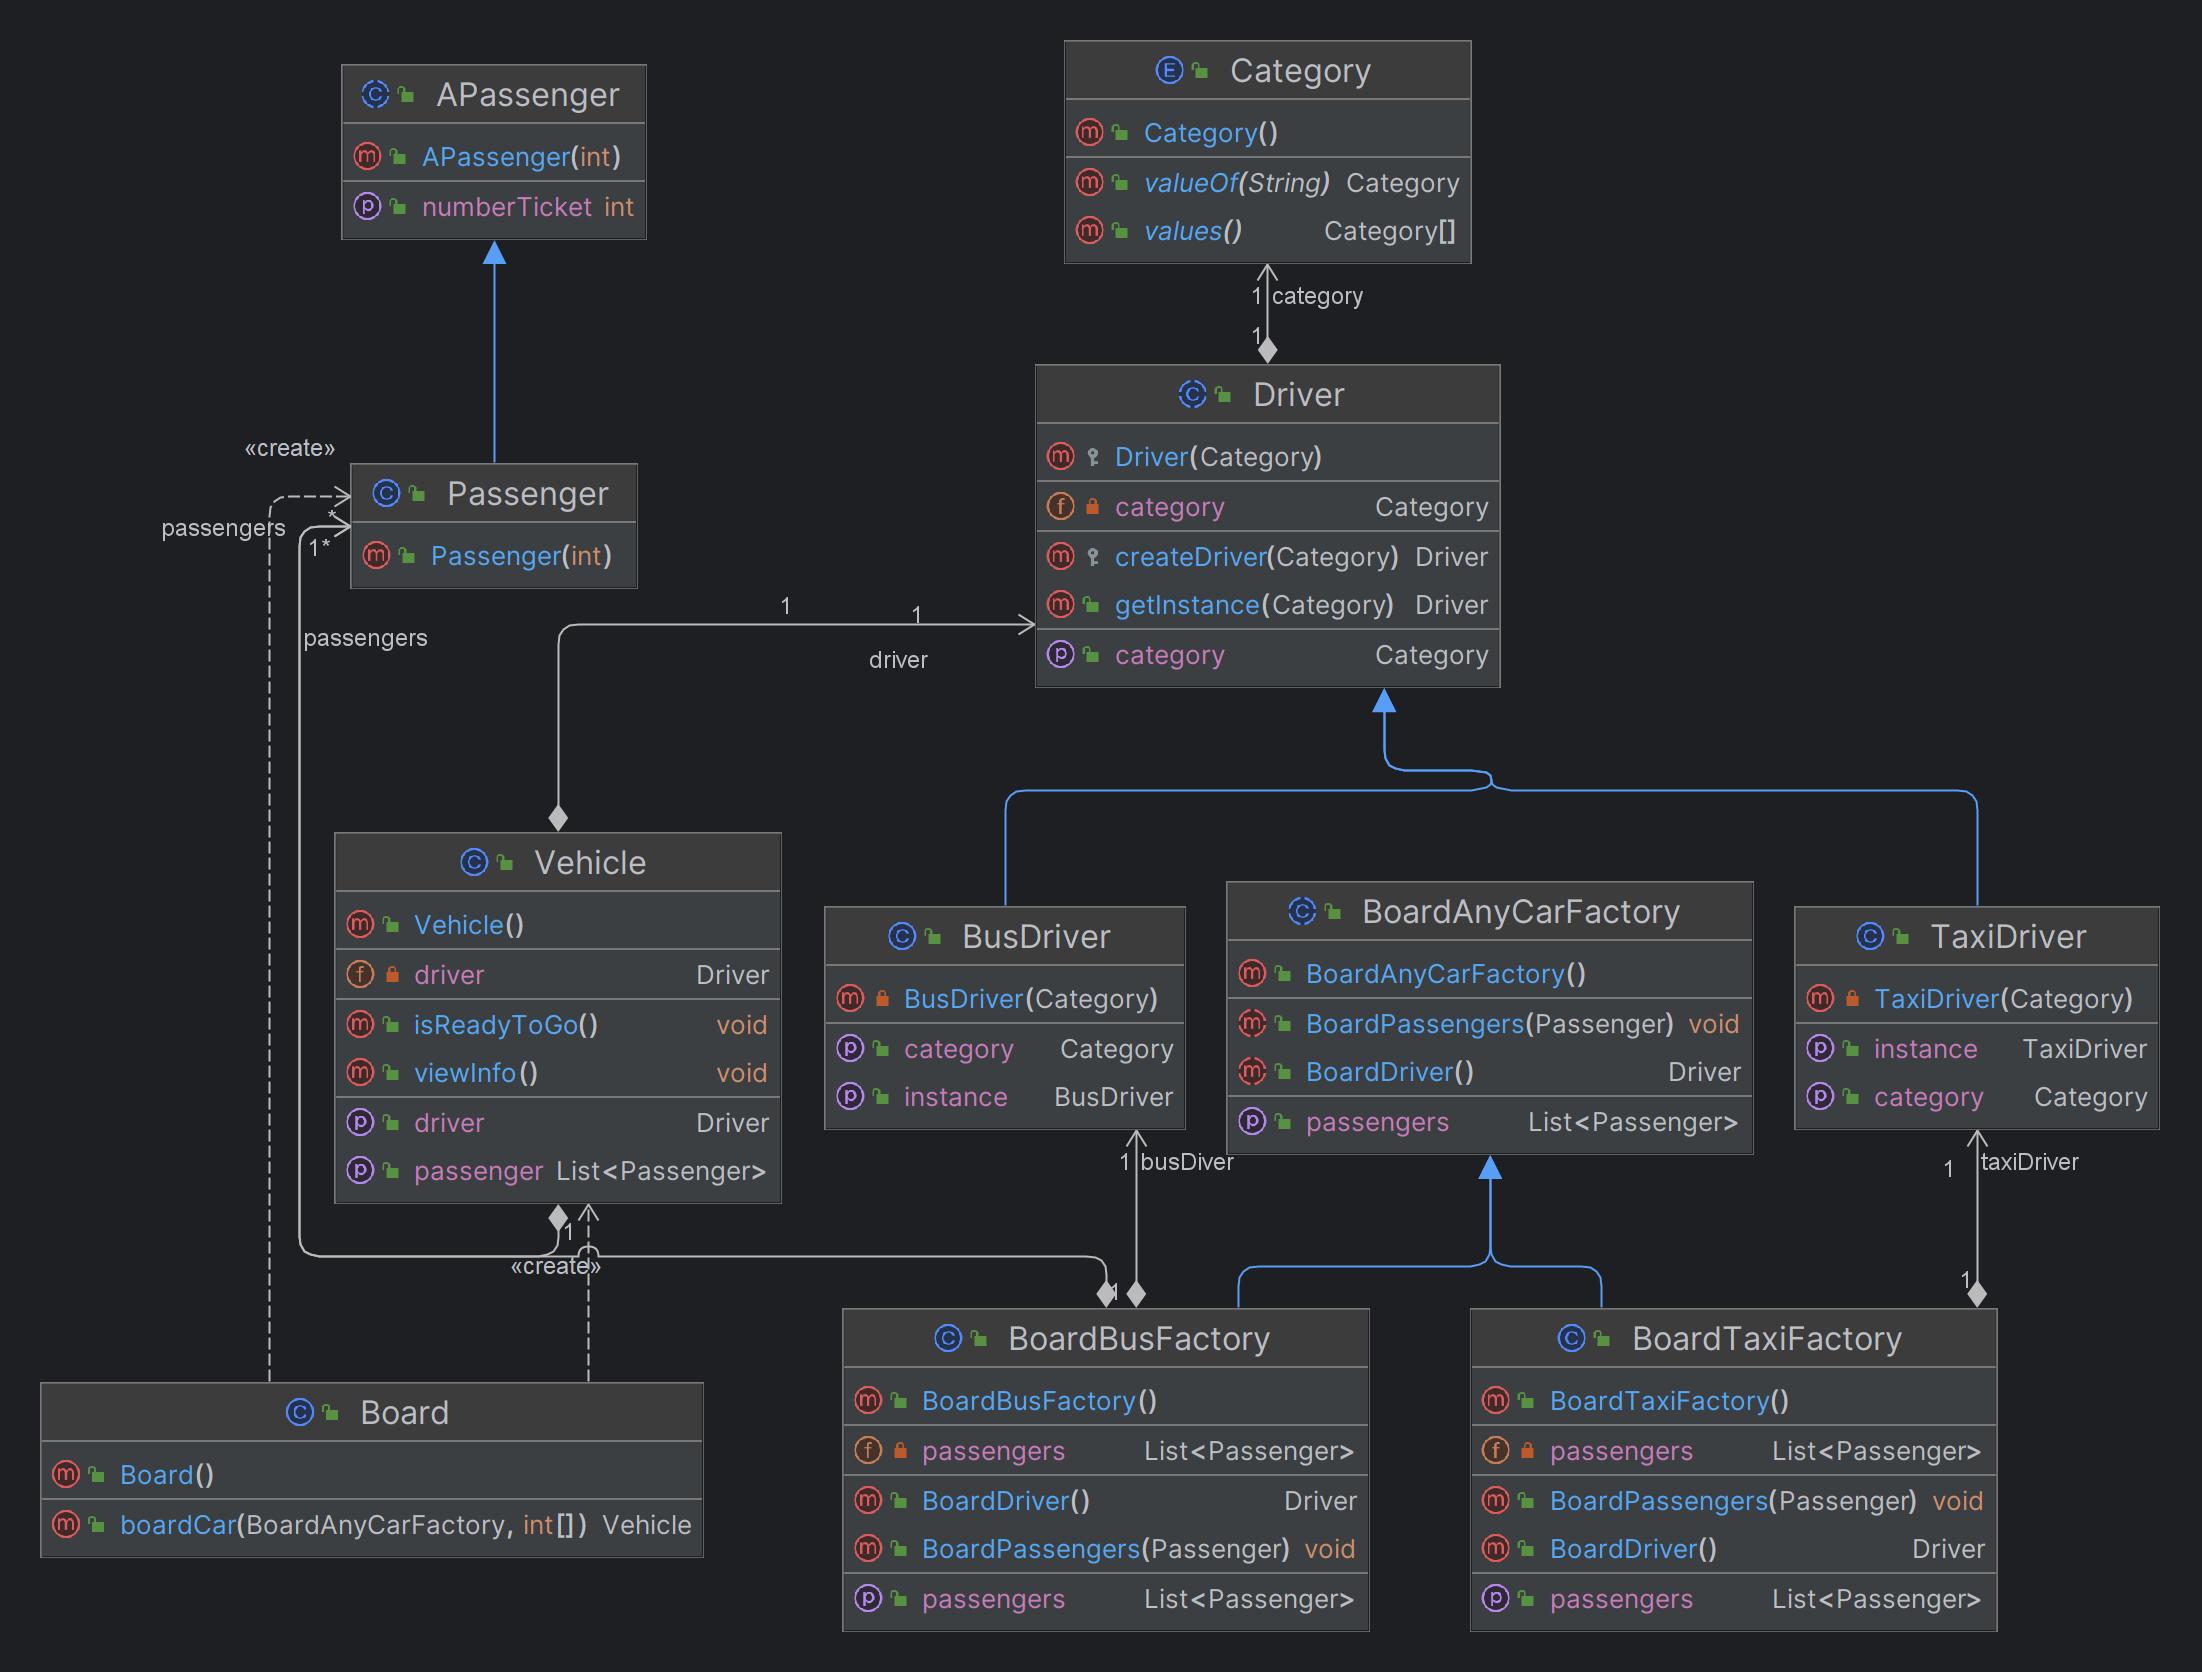 APassenger
APassenger(int)
numberTicket int
Category
Category()
valueOf(String) Category
values() Category[]
1 category
1
Driver
Driver(Category)
category Category
createDriver(Category) Driver
getInstance(Category) Driver
category Category
«create»
passengers
*
1*
passengers
Passenger
Passenger(int)
1 1
driver
Vehicle
Vehicle()
driver Driver
isReadyToGo() void
viewInfo() void
driver Driver
passenger List<Passenger>
1
«create»
BusDriver
BusDriver(Category)
category Category
instance BusDriver
1 busDiver
1
BoardAnyCarFactory
BoardAnyCarFactory()
BoardPassengers(Passenger) void
BoardDriver() Driver
passengers List<Passenger>
TaxiDriver
TaxiDriver(Category)
instance TaxiDriver
category Category
1 taxiDriver
1
Board
Board()
boardCar(BoardAnyCarFactory, int[]) Vehicle
BoardBusFactory
BoardBusFactory()
passengers List<Passenger>
BoardDriver() Driver
BoardPassengers(Passenger) void
passengers List<Passenger>
BoardTaxiFactory
BoardTaxiFactory()
passengers List<Passenger>
BoardPassengers(Passenger) void
BoardDriver() Driver
passengers List<Passenger>